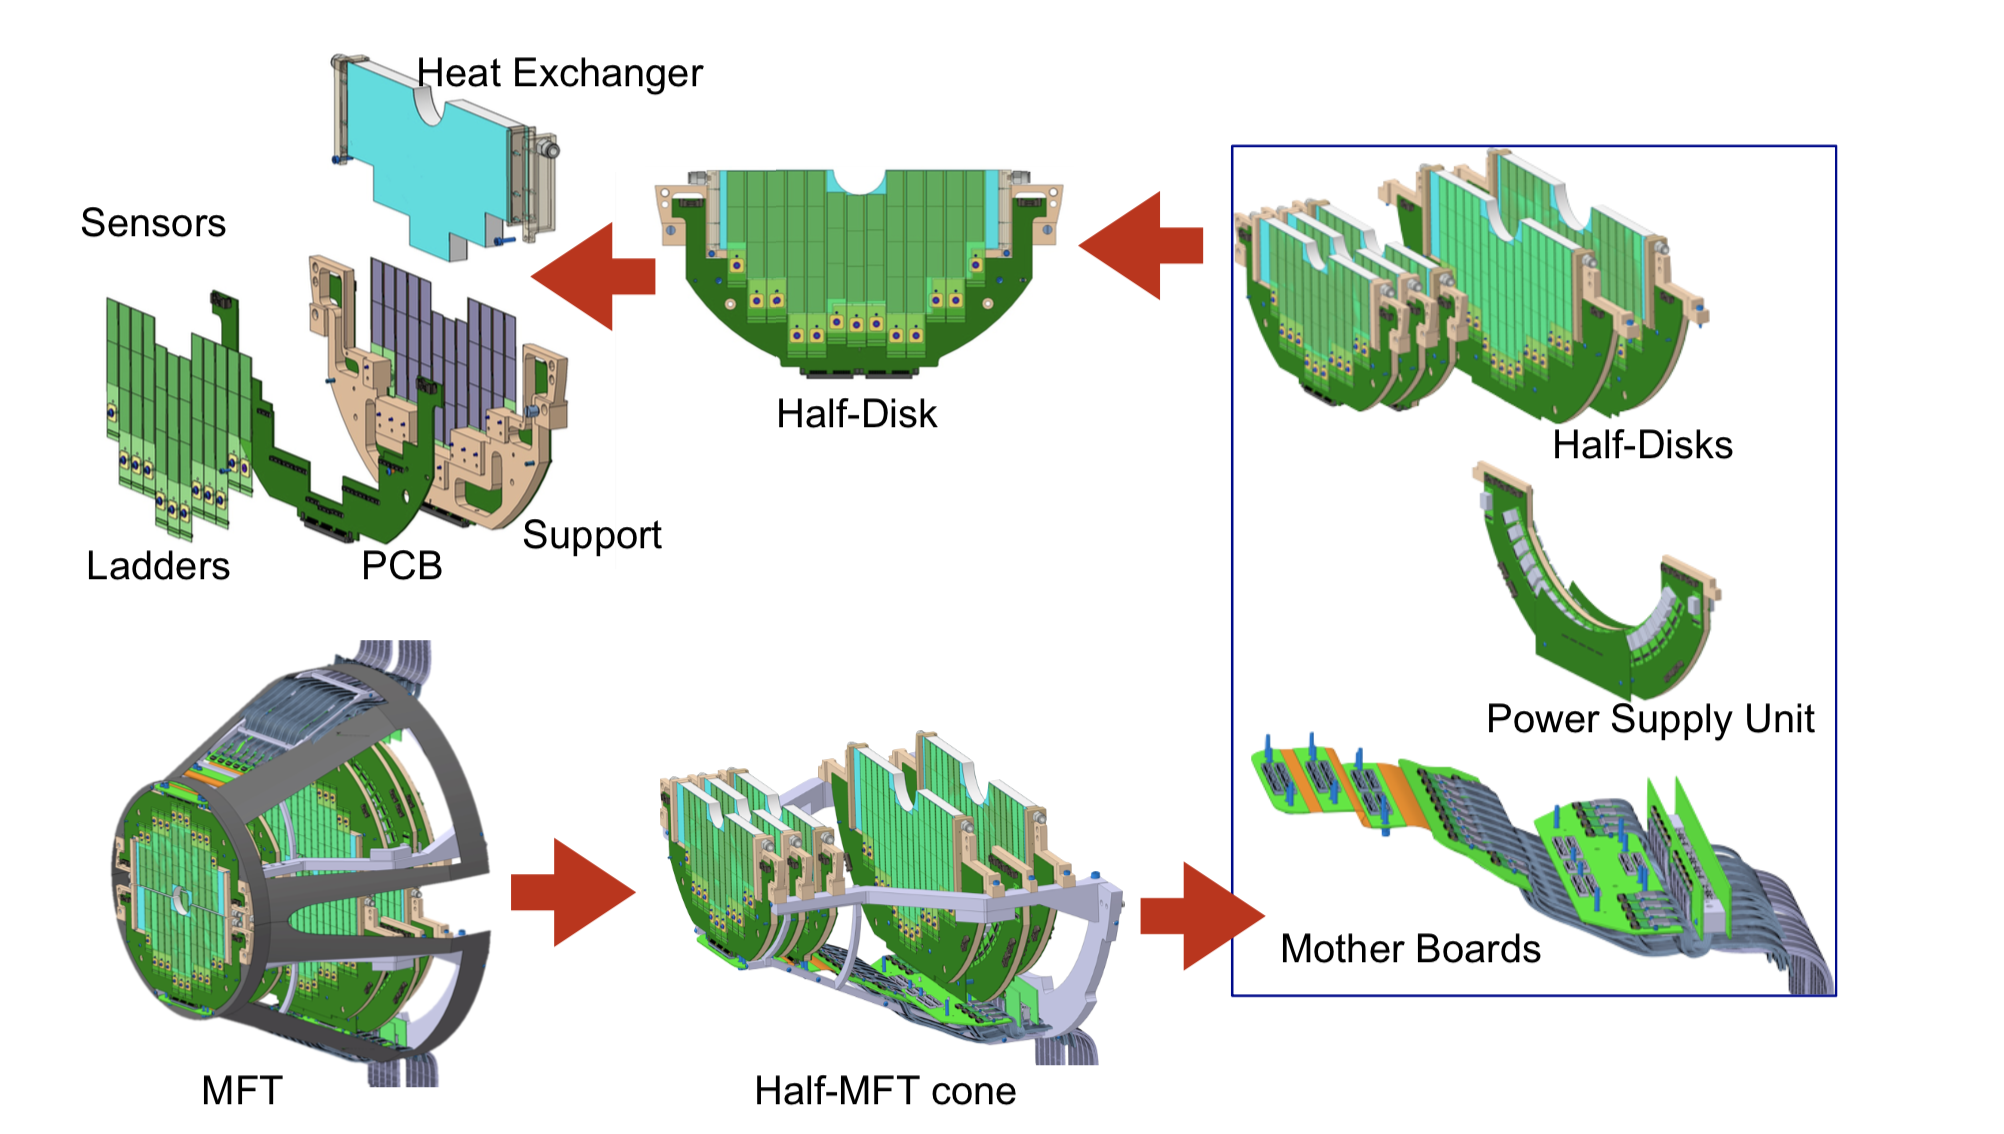 Heat Exchanger
Sensors
Half-Disk
Half-Disks
Support
Ladders
PCB
Power Supply Unit
Mother Boards
MFT
Half-MFT cone